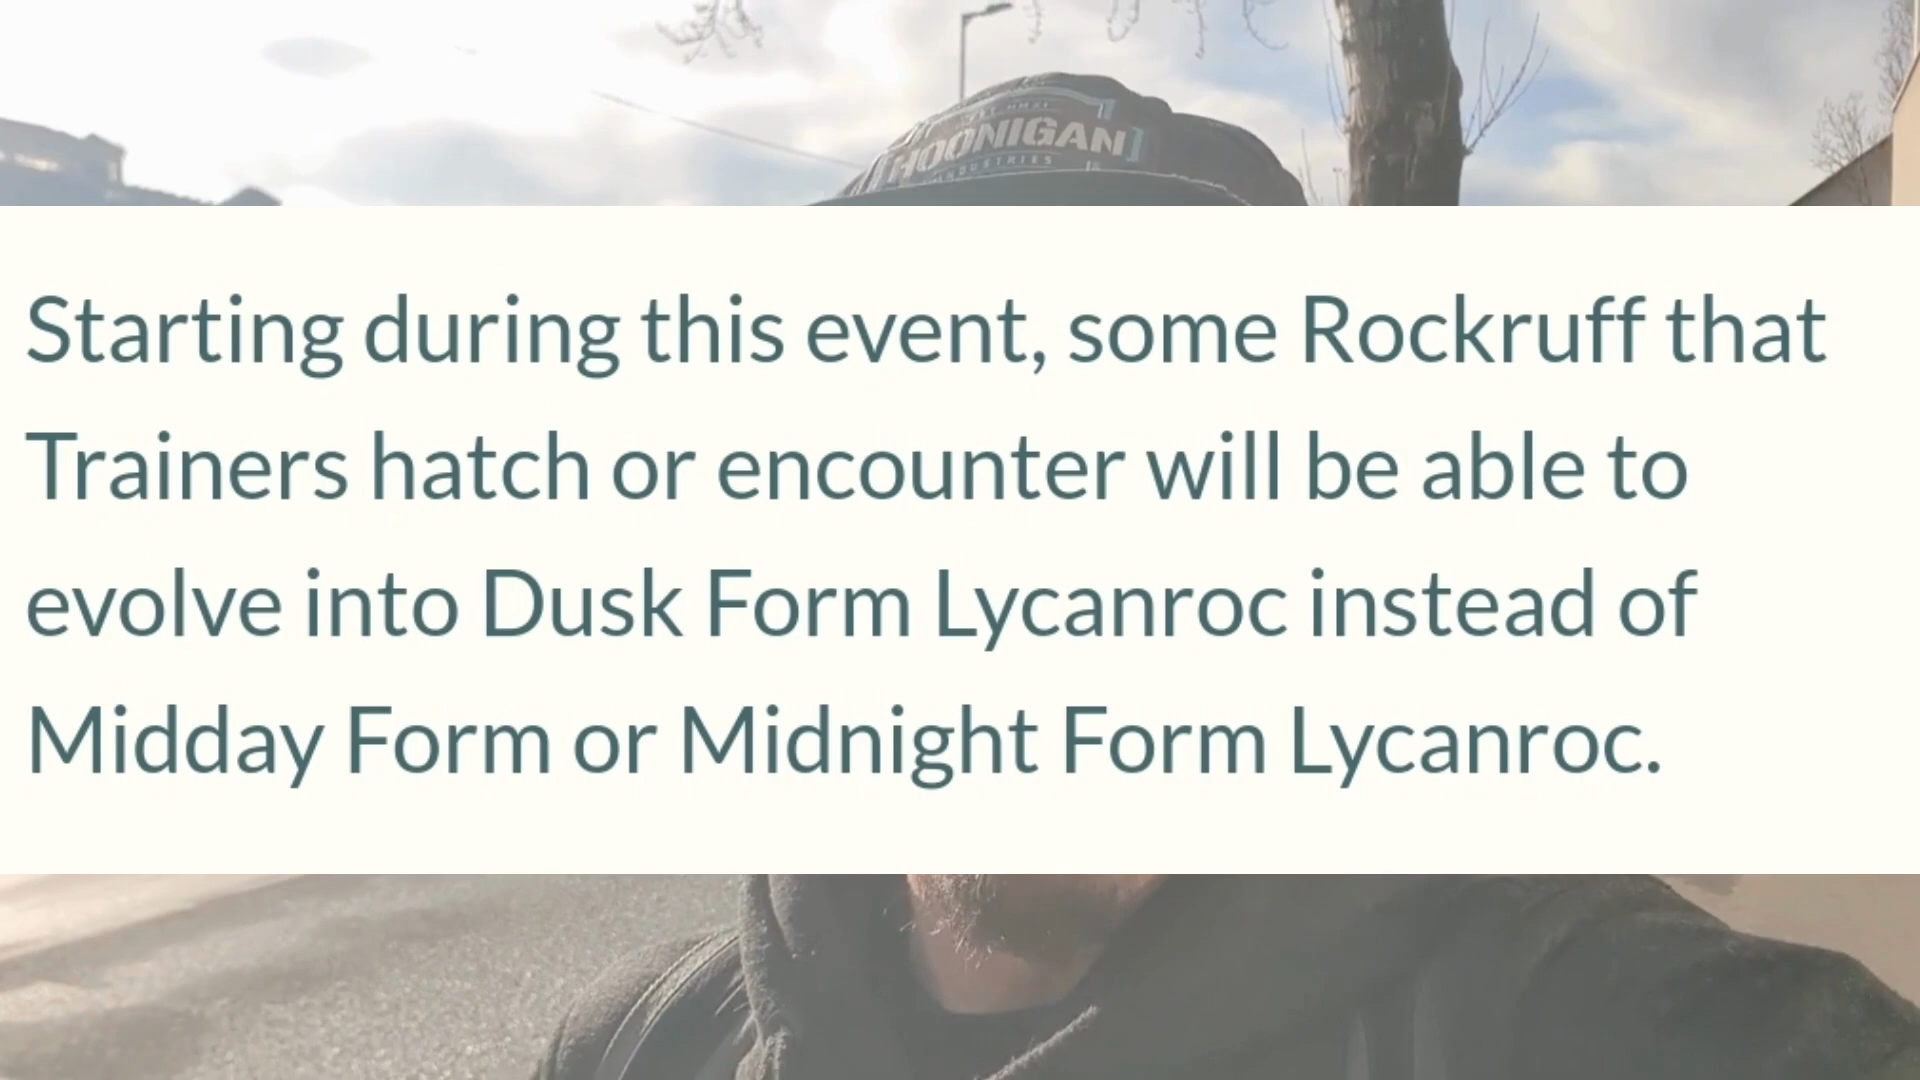 HOONIGAN
INDUSTRIES
Starting during this event, some Rockruff that
Trainers hatch or encounter will be able to
evolve into Dusk Form Lycanroc instead of
Midday Form or Midnight Form Lycanroc.